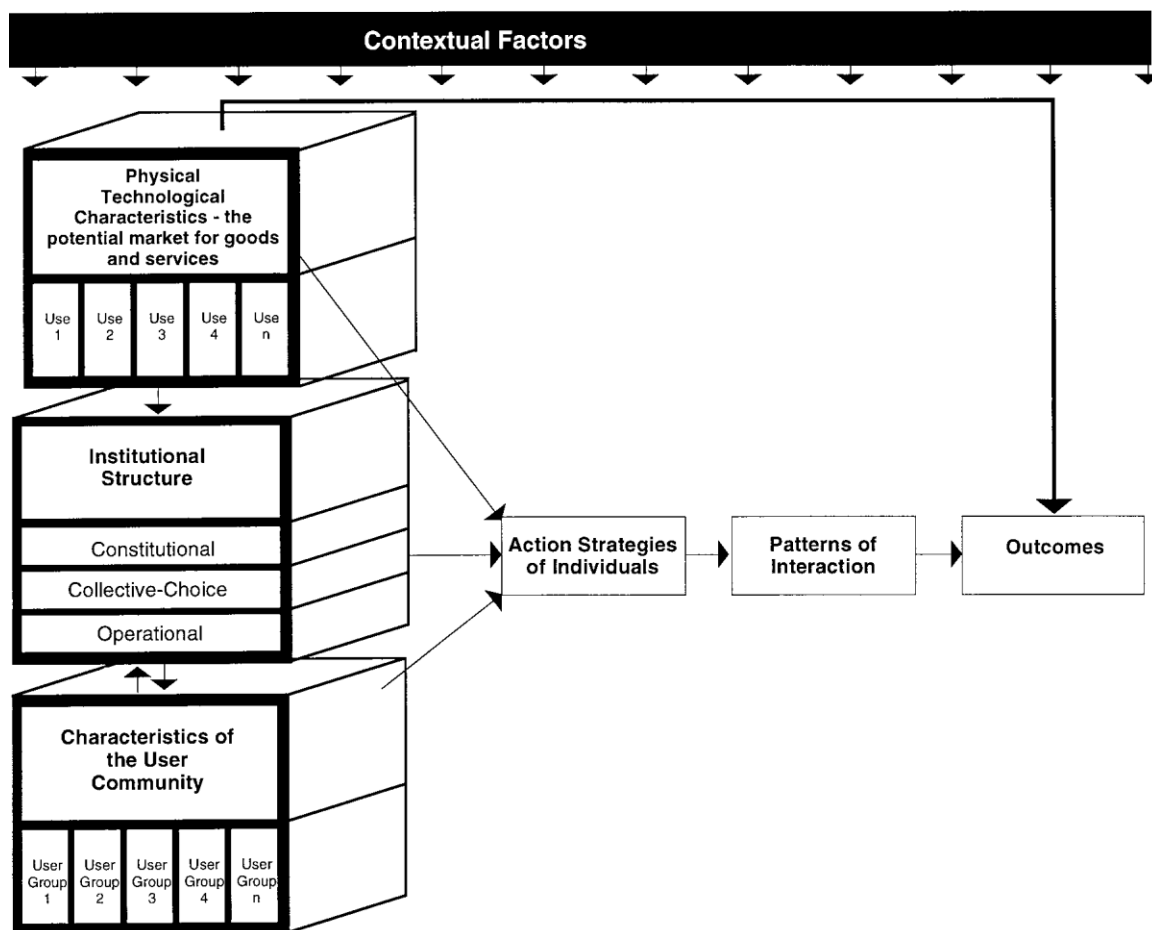 Contextual Factors
Physical
Technological
Characteristics - the
potential market for goods
and services
Use
1
Use
2
Use
3
Use
4
Use
n
Institutional
Structure
Constitutional
Collective-Choice
Operational
Action Strategies
of Individuals
Patterns of
Interaction
Outcomes
Characteristics of
the User
Community
User
Group
1
User
Group
2
User
Group
3
User
Group
4
User
Group
n